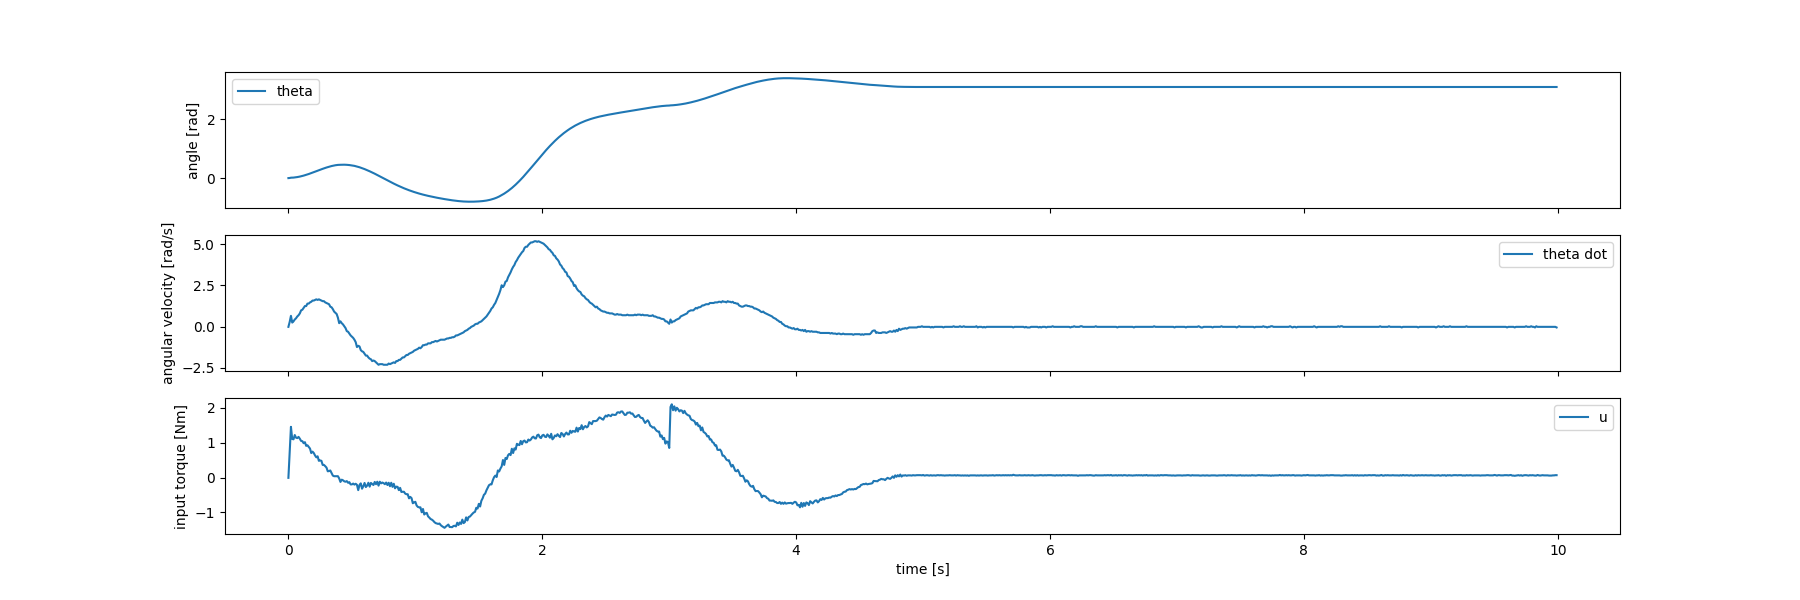 theta
angle [rad]
2
0
theta dot
angular velocity [rad/s]
5.0
2.5
0.0
−2.5
u
input torque [Nm]
2
1
0
−1
0 2 4 6 8 10
time [s]